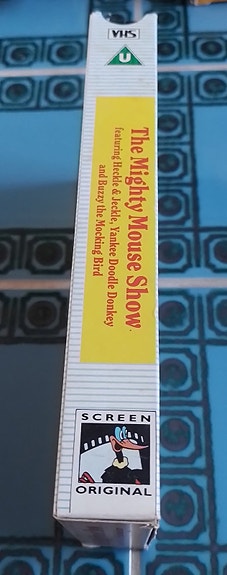 VHS
U
The Mighty Mouse Show.
featuring Heckle & Jeckle, Yankee Doodle Donkey
and Buzzy the Mocking Bird
SCREEN
ORIGINAL